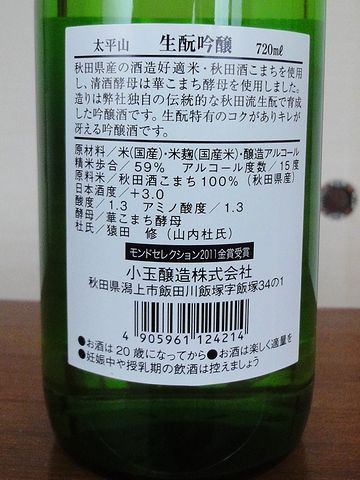 太平山 生酛吟醸 720mℓ
秋田県産の酒造好適米・秋田酒こまちを使用
し、清酒酵母は華こまち酵母を使用しました。
造りは弊社独自の伝統的な秋田流生酛で育成
した吟醸酒です。生酛特有のコクがありキレが
冴える吟醸酒です。
原材料/米(国産)・米麹(国産米)・醸造アルコール
精米歩合/59% アルコール度数/15度
原料米/秋田酒こまち100%(秋田県産)
日本酒度/+3.0
酸度/1.3 アミノ酸度/1.3
酵母/華こまち酵母
杜氏/猿田 修(山内杜氏)
モンドセレクション2011金賞受賞
小玉醸造株式会社
秋田県潟上市飯田川飯塚字飯塚34の1
4 905961 124214
●お酒は20歳になってから●お酒は楽しく適量を
●妊娠中や授乳期の飲酒は控えましょう